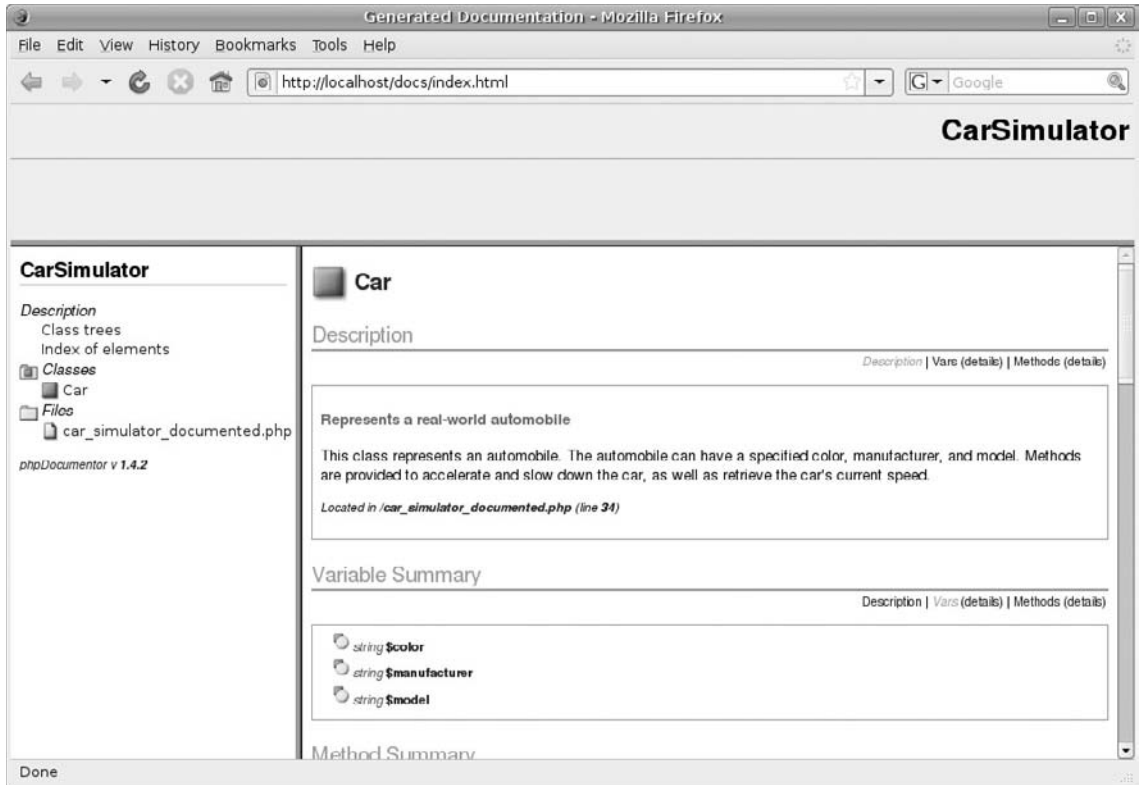 Generated Documentation - Mozilla Firefox
File Edit View History Bookmarks Tools Help
http://localhost/docs/index.html
G Google
CarSimulator
CarSimulator
Description
Class trees
Index of elements
Classes
Car
Files
car_simulator_documented.php
phpDocumentor v 1.4.2
Car
Description
Description | Vars (details) | Methods (details)
Represents a real-world automobile
This class represents an automobile. The automobile can have a specified color, manufacturer, and model. Methods
are provided to accelerate and slow down the car, as well as retrieve the car's current speed.
Located in /car_simulator_documented.php (line 34)
Variable Summary
Description | Vars (details) | Methods (details)
string $color
string $manufacturer
string $model
Method Summary
Done